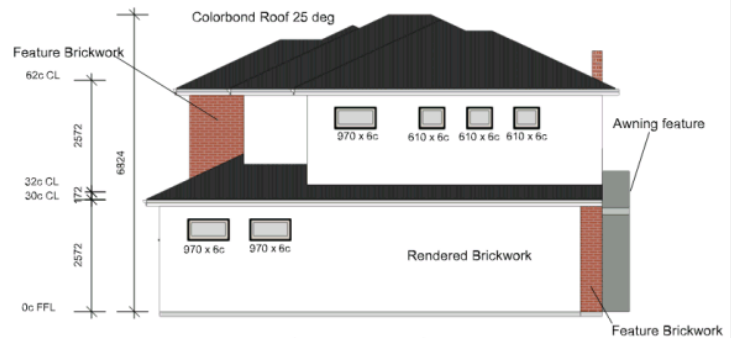 Colorbond Roof 25 deg
Feature Brickwork
62c CL
970 x 6c
610 x 6c
610 x 6c
610 x 6c
Awning feature
2572
6824
32c CL
172
30c CL
970 x 6c
970 x 6c
Rendered Brickwork
2572
0c FFL
Feature Brickwork